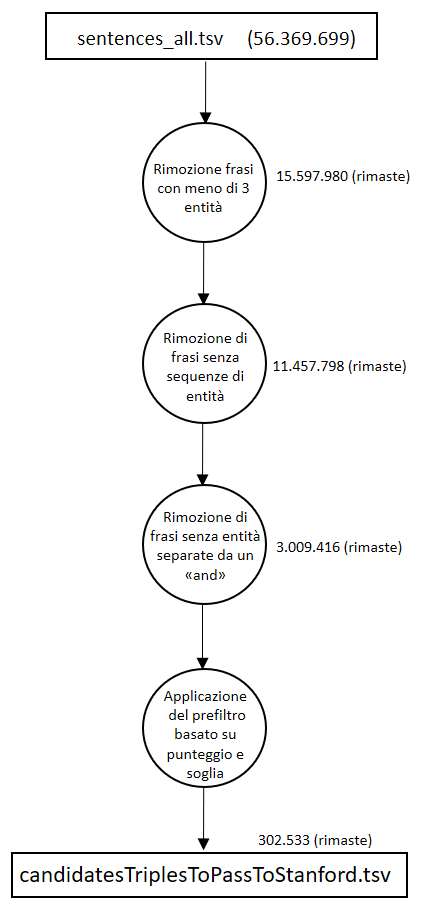 sentences_all.tsv (56.369.699)
Rimozione frasi
con meno di 3
entità
15.597.980 (rimaste)
Rimozione di
frasi senza
sequenze di
entità
11.457.798 (rimaste)
Rimozione di
frasi senza entità
separate da un
«and»
3.009.416 (rimaste)
Applicazione
del prefiltro
basato su
punteggio e
soglia
302.533 (rimaste)
candidatesTriplesToPassToStanford.tsv